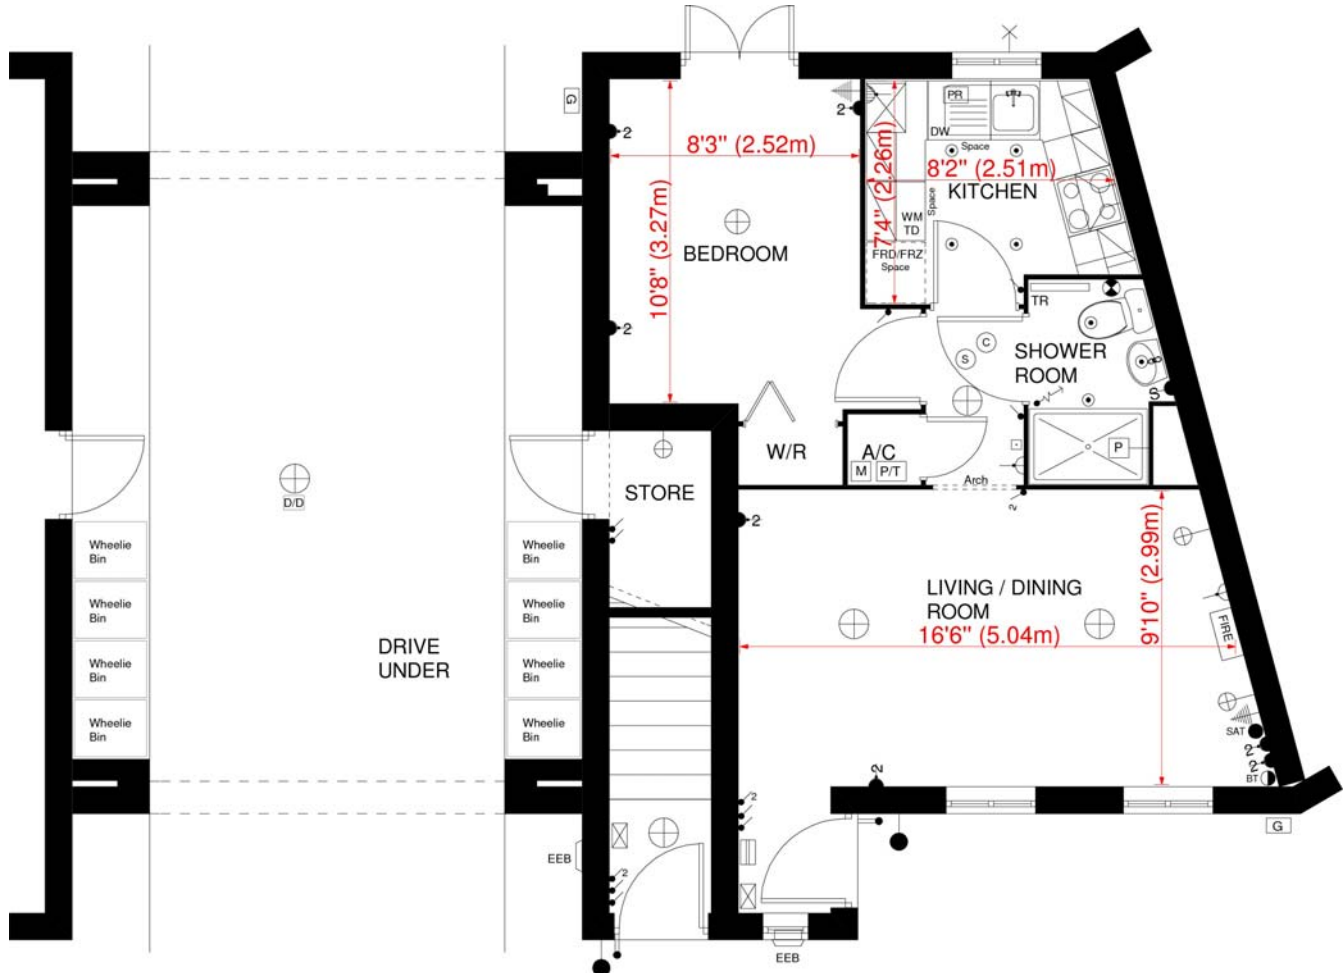 G
2
2
2
8'3" (2.52m)
10'8" (3.27m)
BEDROOM
PR
DW
Space
7'4" (2.26m)
8'2" (2.51m)
KITCHEN
Space
WM
TD
FRD/FRZ
Space
TR
C
S
SHOWER
ROOM
S
P
W/R
A/C
M
P/T
Arch
2
STORE
D/D
2
Wheelie
Bin
Wheelie
Bin
Wheelie
Bin
Wheelie
Bin
Wheelie
Bin
Wheelie
Bin
Wheelie
Bin
Wheelie
Bin
DRIVE
UNDER
LIVING / DINING
ROOM
16'6" (5.04m)
9'10" (2.99m)
FIRE
SAT
2
2
BT
2
2
G
EEB
2
EEB